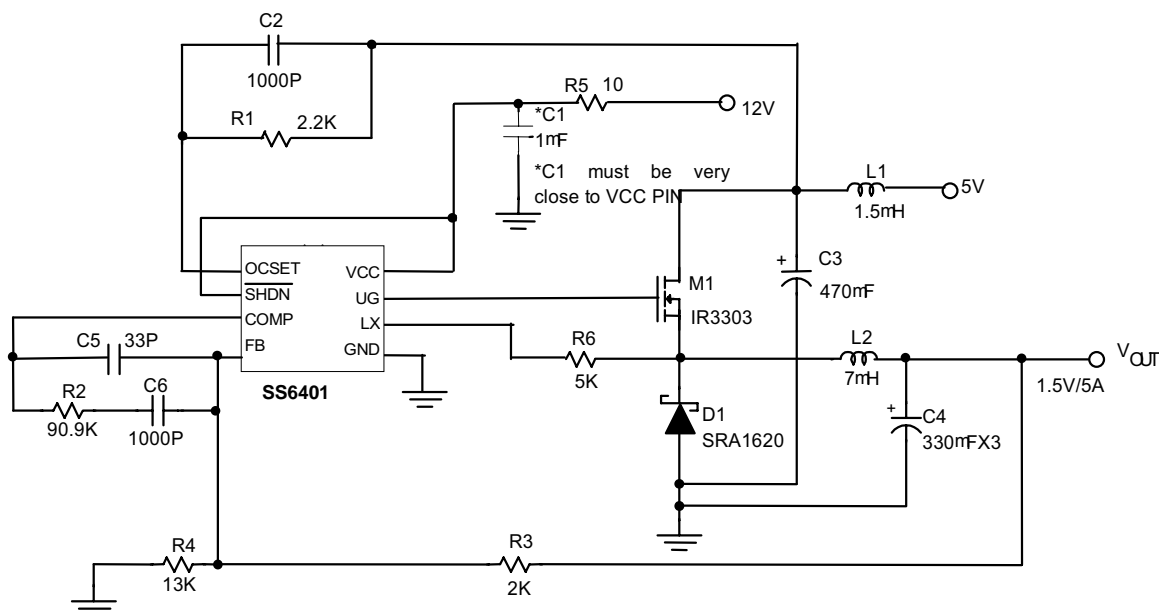 C2
1000P
R1
2.2K
R5 10
12V
*C1
1mF
*C1 must be very
close to VCC PIN
L1
5V
1.5mH
OCSET
SHDN
COMP
FB
VCC
UG
LX
GND
SS6401
M1
IR3303
C3
+
470mF
C5
33P
R2
90.9K
C6
1000P
R6
5K
L2
7mH
VOUT
1.5V/5A
D1
SRA1620
+
C4
330mFX3
R4
13K
R3
2K